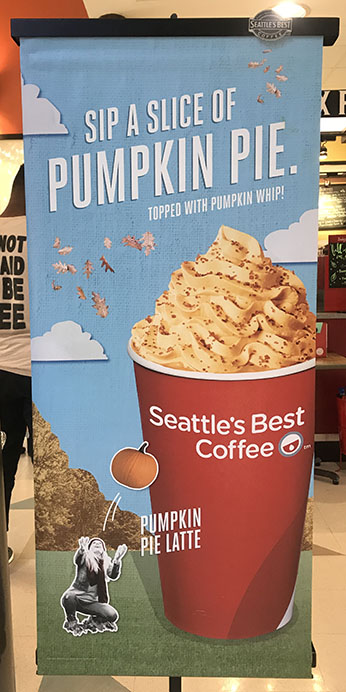 SEATTLE'S BEST
COFFEE
SIP A SLICE OF
PUMPKIN PIE.
TOPPED WITH PUMPKIN WHIP!
NOT
AID
BE
EE
Seattle's Best
Coffee
PUMPKIN
PIE LATTE